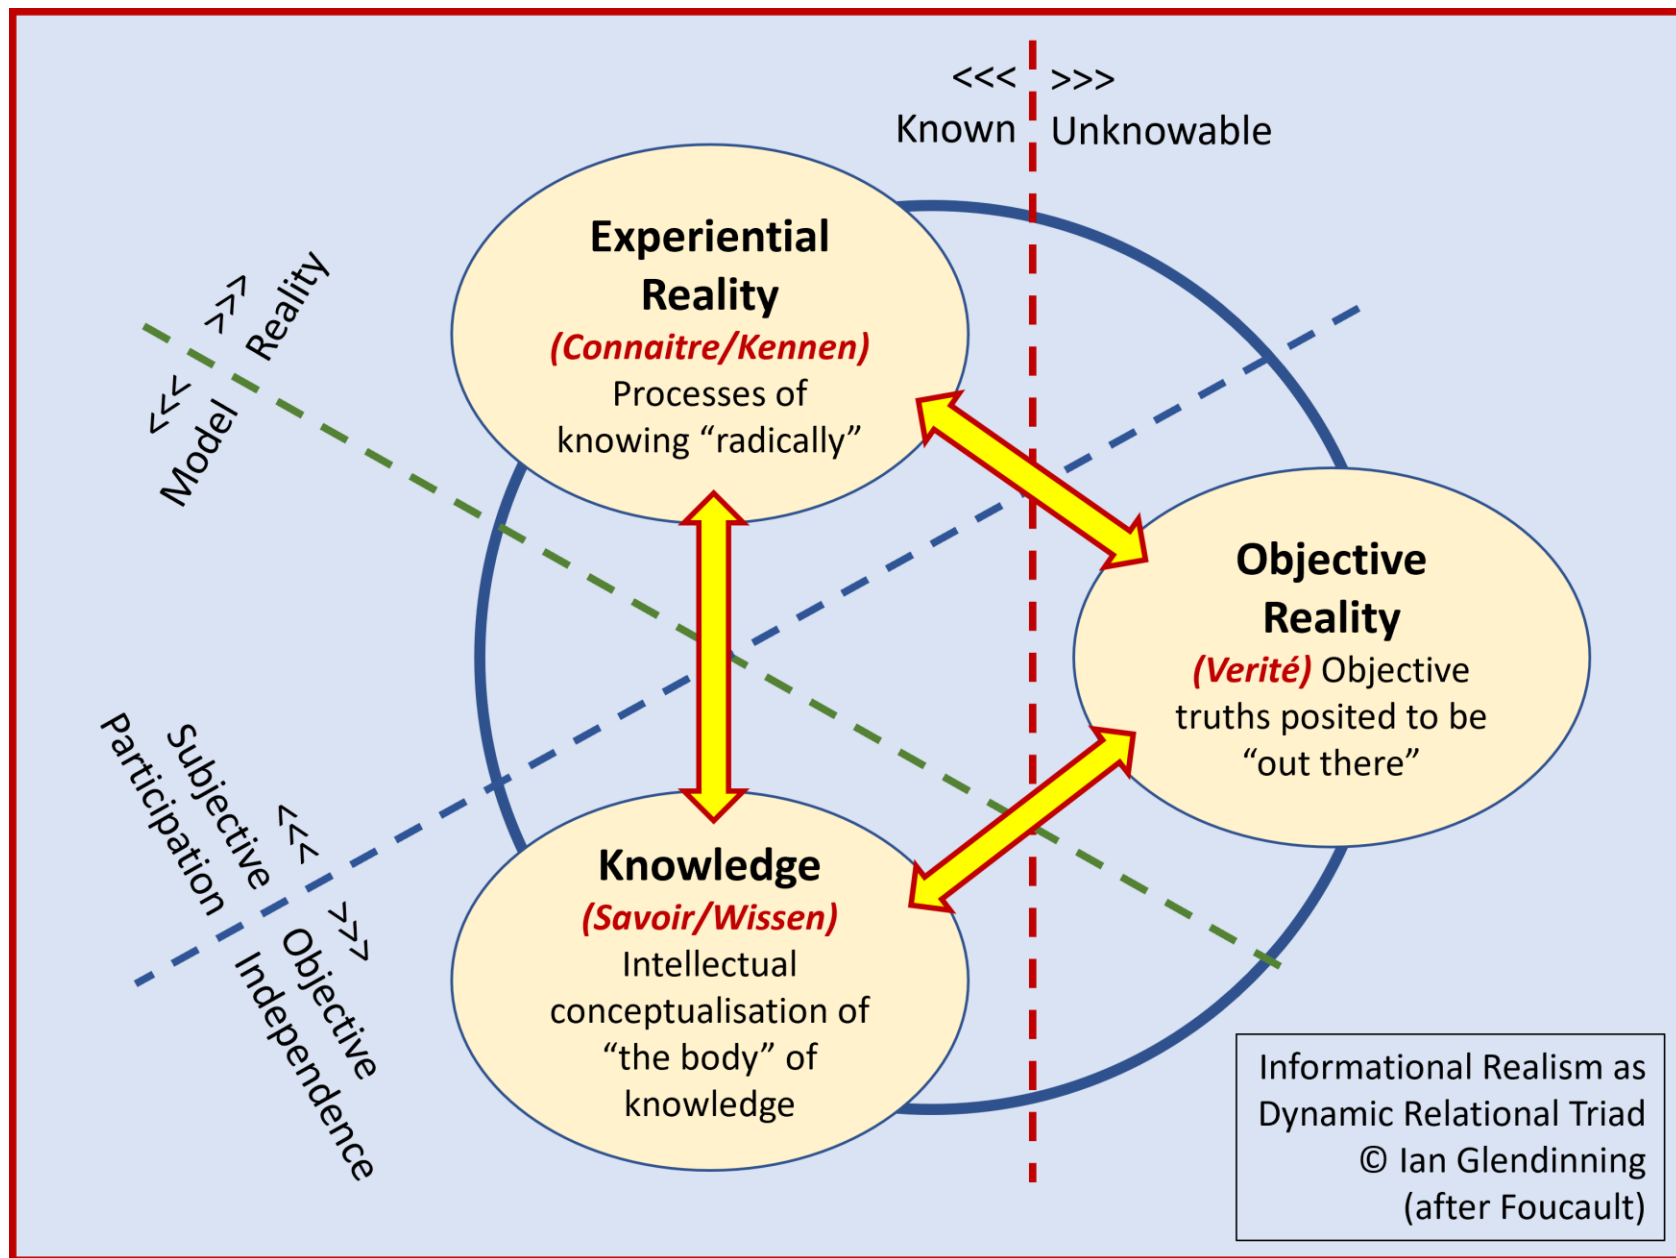 <<< >>>
Known Unknowable
Experiential
Reality
(Connaitre/Kennen)
Processes of
knowing “radically”
>>>
Reality
<<<
Model
Objective
Reality
(Verité) Objective
truths posited to be
“out there”
<<<
Subjective
Participation
>>>
Objective
Independence
Knowledge
(Savoir/Wissen)
Intellectual
conceptualisation of
“the body” of
knowledge
Informational Realism as
Dynamic Relational Triad
© Ian Glendinning
(after Foucault)